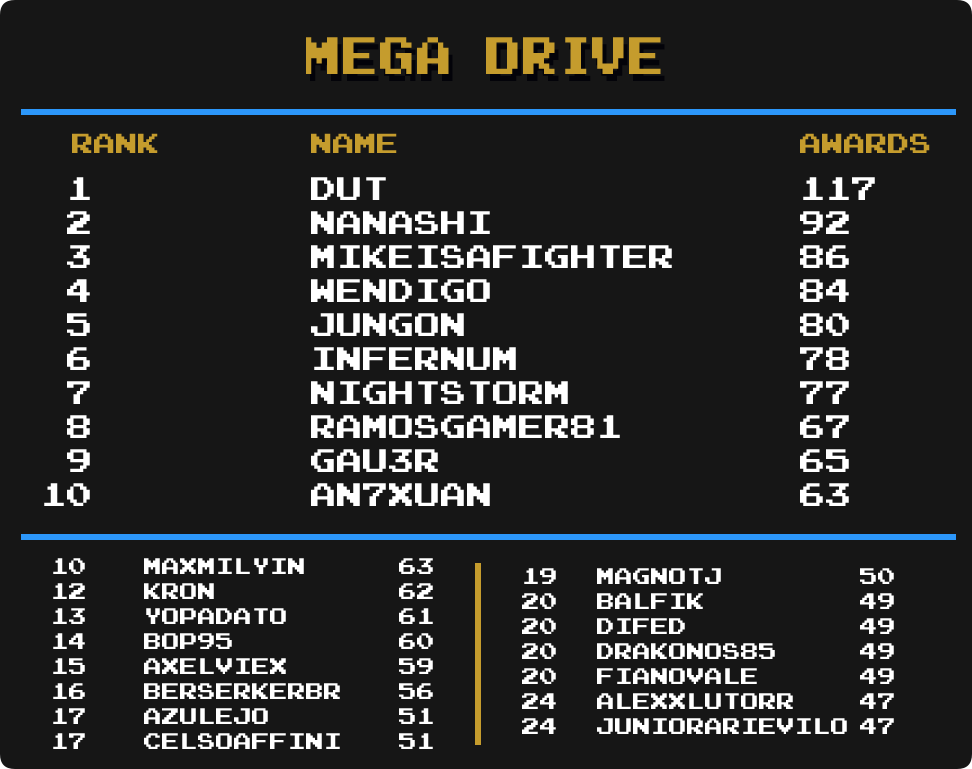 MEGA DRIVE
RANK NAME AWARDS
1 DUT 117
2 NANASHI 92
3 MIKEISAFIGHTER 86
4 WENDIGO 84
5 JUNGON 80
6 INFERNUM 78
7 NIGHTSTORM 77
8 RAMOSGAMER81 67
9 GAU3R 65
10 AN7XUAN 63
10 MAXMILYIN 63
12 KRON 62
13 YOPADATO 61
14 BOP95 60
15 AXELVIEX 59
16 BERSERKERBR 56
17 AZULEJO 51
17 CELSOAFFINI 51
19 MAGNOTJ 50
20 BALFIK 49
20 DIFED 49
20 DRAKONOS85 49
20 FIANOVALE 49
24 ALEXXLUTORR 47
24 JUNIORARIEVILO 47